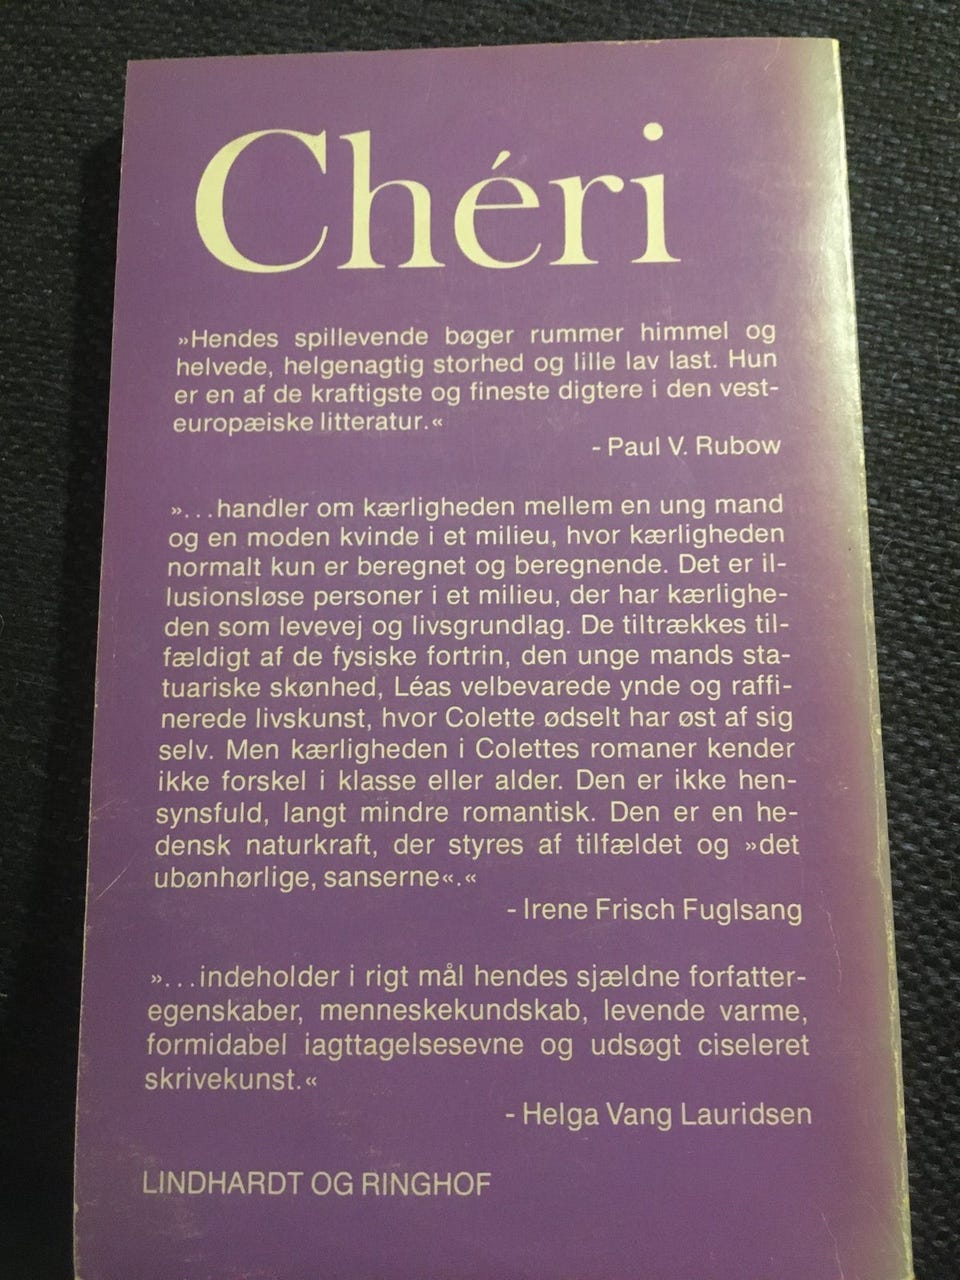 Chéri
»Hendes spillevende bøger rummer himmel og
helvede, helgenagtig storhed og lille lav last. Hun
er en af de kraftigste og fineste digtere i den vest-
europæiske litteratur.«
- Paul V. Rubow
»...handler om kærligheden mellem en ung mand
og en moden kvinde i et milieu, hvor kærligheden
normalt kun er beregnet og beregnende. Det er il-
lusionsløse personer i et milieu, der har kærlighe-
den som levevej og livsgrundlag. De tiltrækkes til-
fældigt af de fysiske fortrin, den unge mands sta-
tuariske skønhed, Léas velbevarede ynde og raffi-
nerede livskunst, hvor Colette ødselt har øst af sig
selv. Men kærligheden i Colettes romaner kender
ikke forskel i klasse eller alder. Den er ikke hen-
synsfuld, langt mindre romantisk. Den er en he-
densk naturkraft, der styres af tilfældet og »det
ubønhørlige, sanserne«.«
- Irene Frisch Fuglsang
»...indeholder i rigt mål hendes sjældne forfatter-
egenskaber, menneskekundskab, levende varme,
formidabel iagttagelsesevne og udsøgt ciseleret
skrivekunst.«
- Helga Vang Lauridsen
LINDHARDT OG RINGHOF